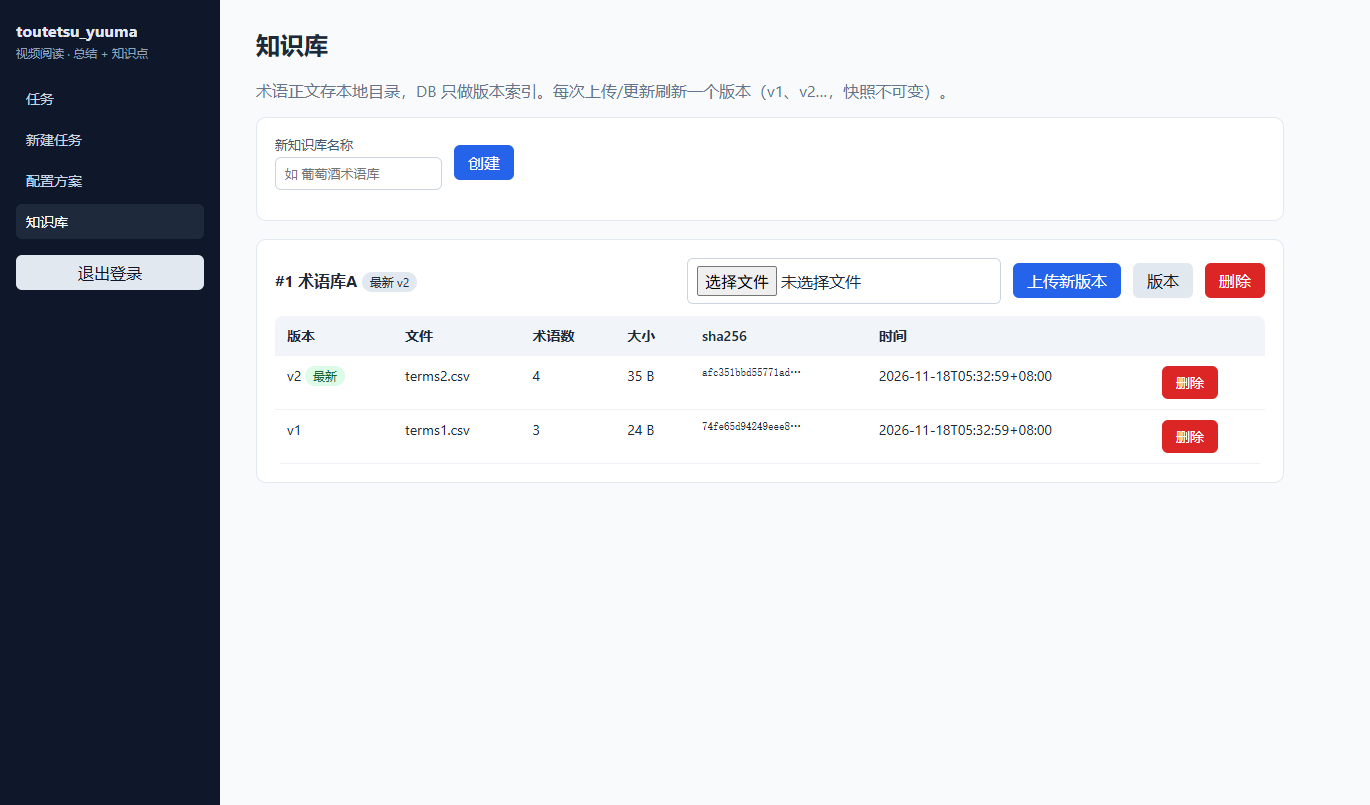 toutetsu_yuuma
视频阅读 · 总结 + 知识点
任务
新建任务
配置方案
知识库
退出登录
知识库
术语正文存本地目录，DB 只做版本索引。每次上传/更新刷新一个版本（v1、v2…，快照不可变）。
新知识库名称
如 葡萄酒术语库
创建
#1 术语库A 最新 v2
选择文件 未选择文件
上传新版本
版本
删除
版本 文件 术语数 大小 sha256 时间
v2 最新 terms2.csv 4 35 B afc351bbd55771ad… 2026-11-18T05:32:59+08:00 删除
v1 terms1.csv 3 24 B 74fe65d94249eee8… 2026-11-18T05:32:59+08:00 删除